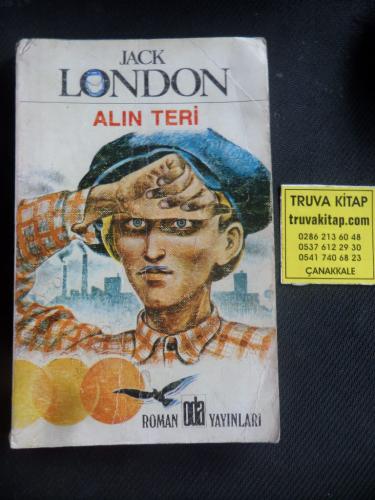 JACK
LONDON
ALIN TERİ
ROMAN oda YAYINLARI
TRUVA KİTAP
truvakitap.com
0286 213 60 48
0537 612 29 30
0541 740 68 23
ÇANAKKALE